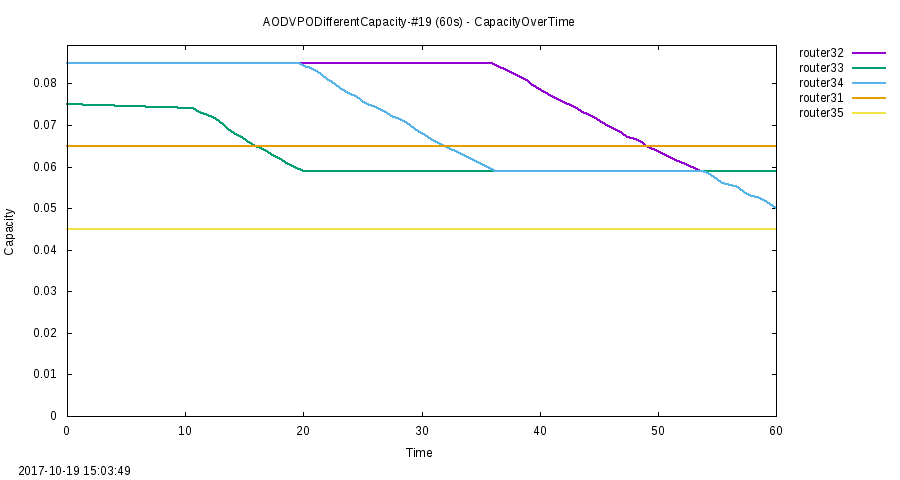 AODVPODifferentCapacity-#19 (60s) - CapacityOverTime
router32
router33
router34
router31
router35
0.08
0.07
0.06
0.05
0.04
0.03
0.02
0.01
0
Capacity
0 10 20 30 40 50 60
Time
2017-10-19 15:03:49